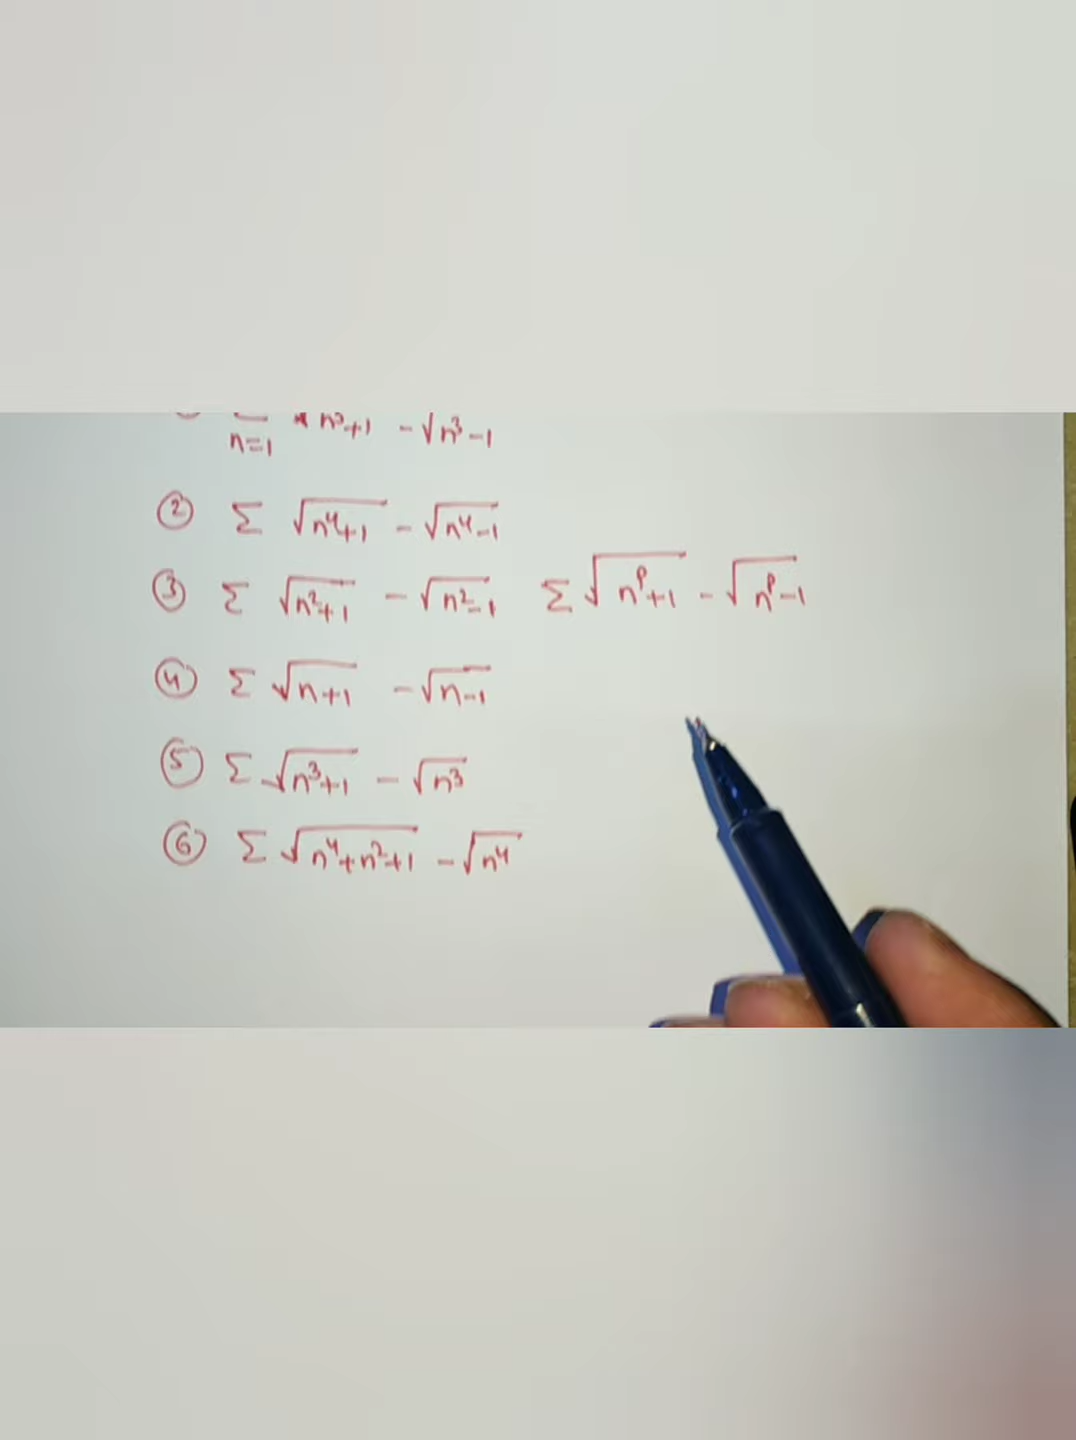 n=1 n³+1 - √n³-1
② Σ √n⁴+1 - √n⁴-1
③ Σ √n²+1 - √n²-1 Σ √nᵖ+1 - √nᵖ-1
④ Σ √n+1 - √n-1
⑤ Σ √n³+1 - √n³
⑥ Σ √n⁴+n²+1 - √n⁴